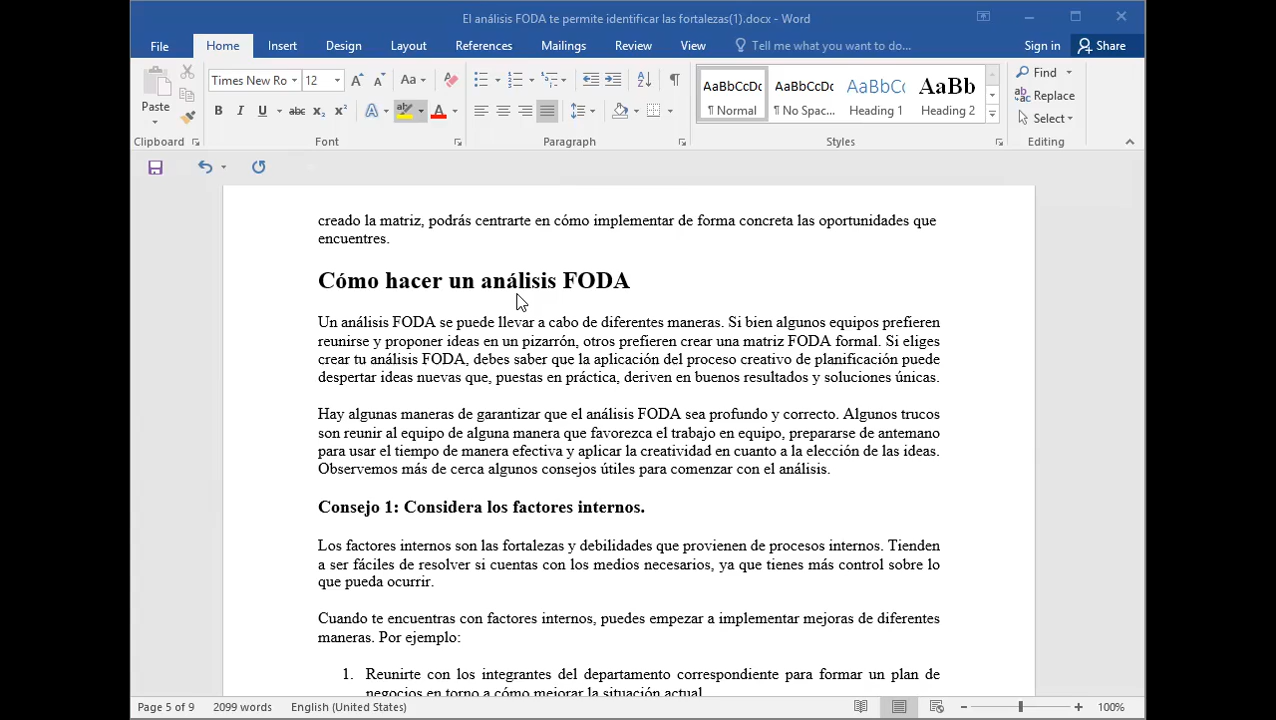 El análisis FODA te permite identificar las fortalezas(1).docx - Word
File Home Insert Design Layout References Mailings Review View Tell me what you want to do... Sign in Share
Times New Ro 12 Aa Find
AaBbCcDc AaBbCcDc AaBbCc AaBb
Paste Replace
B I U abc x₂ x² A A ¶ Normal ¶ No Spac... Heading 1 Heading 2 Select
Clipboard Font Paragraph Styles Editing
creado la matriz, podrás centrarte en cómo implementar de forma concreta las oportunidades que
encuentres.
Cómo hacer un análisis FODA
Un análisis FODA se puede llevar a cabo de diferentes maneras. Si bien algunos equipos prefieren
reunirse y proponer ideas en un pizarrón, otros prefieren crear una matriz FODA formal. Si eliges
crear tu análisis FODA, debes saber que la aplicación del proceso creativo de planificación puede
despertar ideas nuevas que, puestas en práctica, deriven en buenos resultados y soluciones únicas.
Hay algunas maneras de garantizar que el análisis FODA sea profundo y correcto. Algunos trucos
son reunir al equipo de alguna manera que favorezca el trabajo en equipo, prepararse de antemano
para usar el tiempo de manera efectiva y aplicar la creatividad en cuanto a la elección de las ideas.
Observemos más de cerca algunos consejos útiles para comenzar con el análisis.
Consejo 1: Considera los factores internos.
Los factores internos son las fortalezas y debilidades que provienen de procesos internos. Tienden
a ser fáciles de resolver si cuentas con los medios necesarios, ya que tienes más control sobre lo
que pueda ocurrir.
Cuando te encuentras con factores internos, puedes empezar a implementar mejoras de diferentes
maneras. Por ejemplo:
1. Reunirte con los integrantes del departamento correspondiente para formar un plan de
negocios en torno a cómo mejorar la situación actual.
Page 5 of 9 2099 words English (United States) 100%